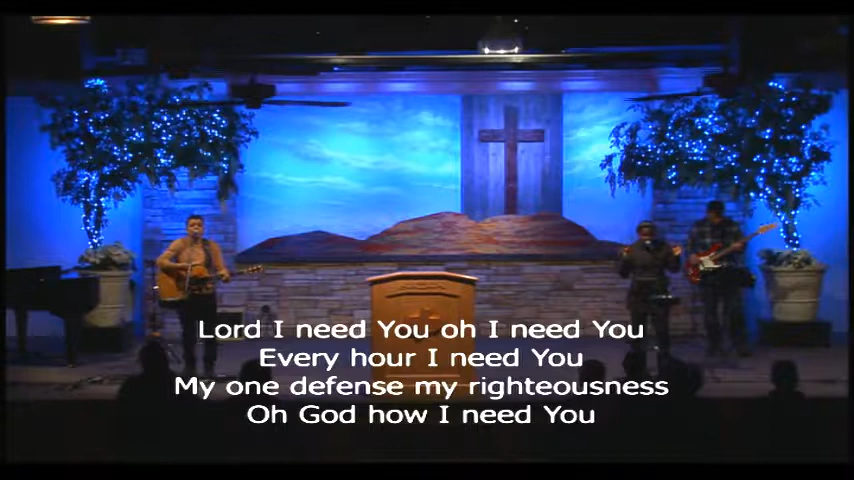 Lord I need You oh I need You
Every hour I need You
My one defense my righteousness
Oh God how I need You